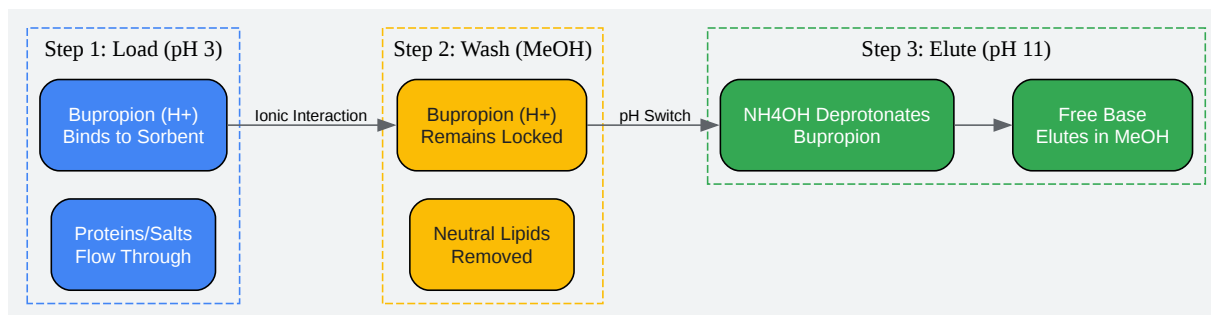 Step 1: Load (pH 3)
Bupropion (H+)
Binds to Sorbent
Proteins/Salts
Flow Through
Ionic Interaction
Step 2: Wash (MeOH)
Bupropion (H+)
Remains Locked
Neutral Lipids
Removed
pH Switch
Step 3: Elute (pH 11)
NH4OH Deprotonates
Bupropion
Free Base
Elutes in MeOH